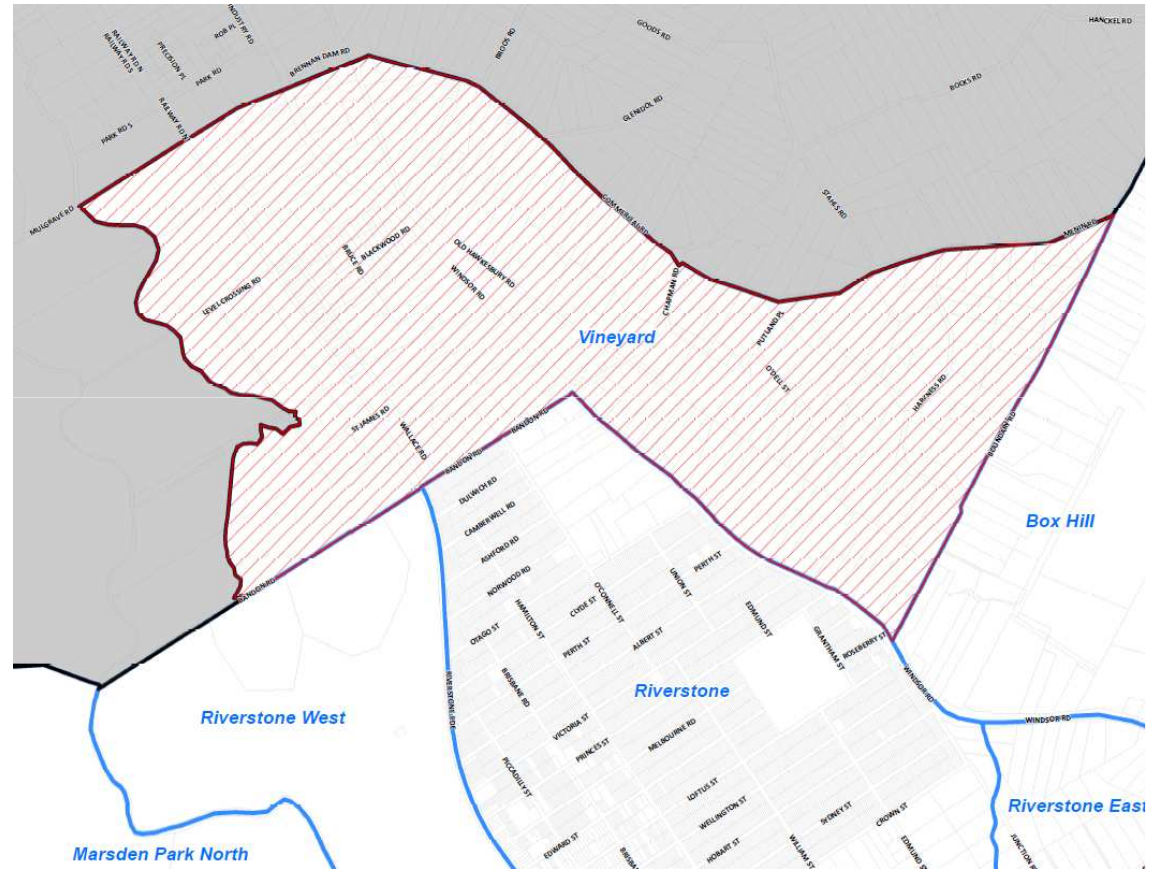 HANCKEL RD
INDUSTRY RD
ROB PL
GOODS RD
RAILWAY RD N
RAILWAY RD S
PRECISION PL
BROOS RD
BRENNAN DAM RD
PARK RD
BOCKS RD
GLENIDOL RD
RAILWAY RD N
PARK RD S
STAHLS RD
MULGRAVE RD
COMMERCIAL RD
MENIN RD
BLACKWOOD RD
BRUCE RD
OLD HAWKESBURY RD
WINDSOR RD
CHAPMAN RD
LEVEL CROSSING RD
PUTLAND PL
Vineyard
O'DELL ST
HARKNESS RD
ST JAMES RD
WALLACE RD
BANDON RD
BANDON RD
BOUNDARY RD
DULWICH RD
CAMBERWELL RD
Box Hill
ASHFORD RD
NORWOOD RD
PERTH ST
UNION ST
O'CONNELL ST
CLYDE ST
HAMILTON ST
EDMUND ST
BANDON RD
OTAGO ST
PERTH ST
ALBERT ST
GRANTHAM ST
ROSEBERRY ST
RIVERSTONE PDE
BRISBANE RD
Riverstone
WINDSOR RD
Riverstone West
VICTORIA ST
PRINCES ST
MELBOURNE RD
WINDSOR RD
PICCADILLY ST
LOFTUS ST
WELLINGTON ST
SYDNEY ST
CROWN ST
Riverstone East
Marsden Park North
EDWARD ST
HOBART ST
WILLIAM ST
EDMUND ST